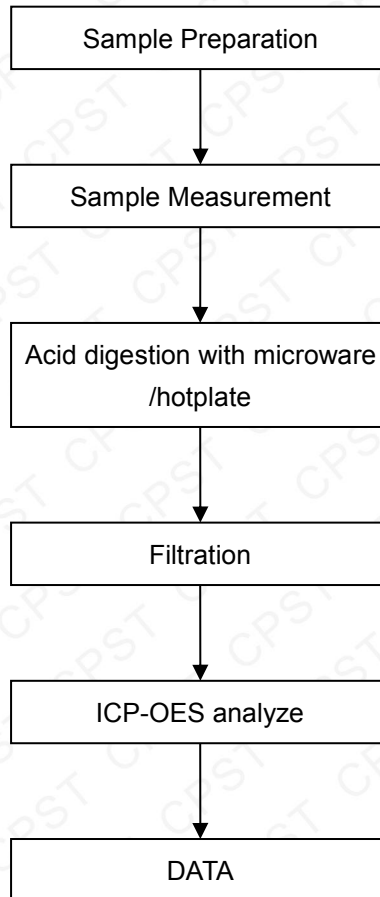 Sample Preparation
Sample Measurement
Acid digestion with microware
/hotplate
Filtration
ICP-OES analyze
DATA